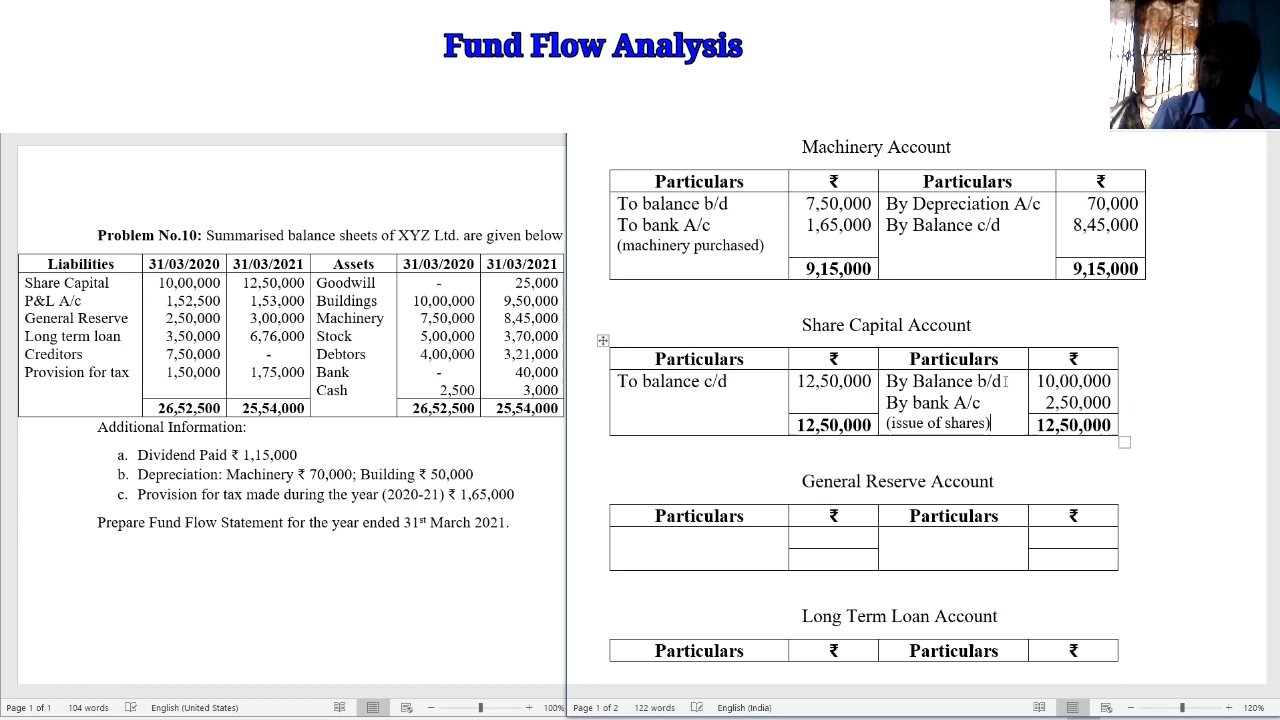 Fund Flow Analysis
Problem No.10: Summarised balance sheets of XYZ Ltd. are given below
Liabilities 31/03/2020 31/03/2021 Assets 31/03/2020 31/03/2021
Share Capital 10,00,000 12,50,000 Goodwill - 25,000
P&L A/c 1,52,500 1,53,000 Buildings 10,00,000 9,50,000
General Reserve 2,50,000 3,00,000 Machinery 7,50,000 8,45,000
Long term loan 3,50,000 6,76,000 Stock 5,00,000 3,70,000
Creditors 7,50,000 - Debtors 4,00,000 3,21,000
Provision for tax 1,50,000 1,75,000 Bank - 40,000
Cash 2,500 3,000
26,52,500 25,54,000 26,52,500 25,54,000
Additional Information:
a. Dividend Paid ₹ 1,15,000
b. Depreciation: Machinery ₹ 70,000; Building ₹ 50,000
c. Provision for tax made during the year (2020-21) ₹ 1,65,000
Prepare Fund Flow Statement for the year ended 31st March 2021.
Machinery Account
Particulars ₹ Particulars ₹
To balance b/d 7,50,000 By Depreciation A/c 70,000
To bank A/c 1,65,000 By Balance c/d 8,45,000
(machinery purchased)
9,15,000 9,15,000
Share Capital Account
Particulars ₹ Particulars ₹
To balance c/d 12,50,000 By Balance b/d 10,00,000
By bank A/c 2,50,000
12,50,000 (issue of shares) 12,50,000
General Reserve Account
Particulars ₹ Particulars ₹
Long Term Loan Account
Particulars ₹ Particulars ₹
Page 1 of 1 104 words English (United States) 100%
Page 1 of 2 122 words English (India) 120%